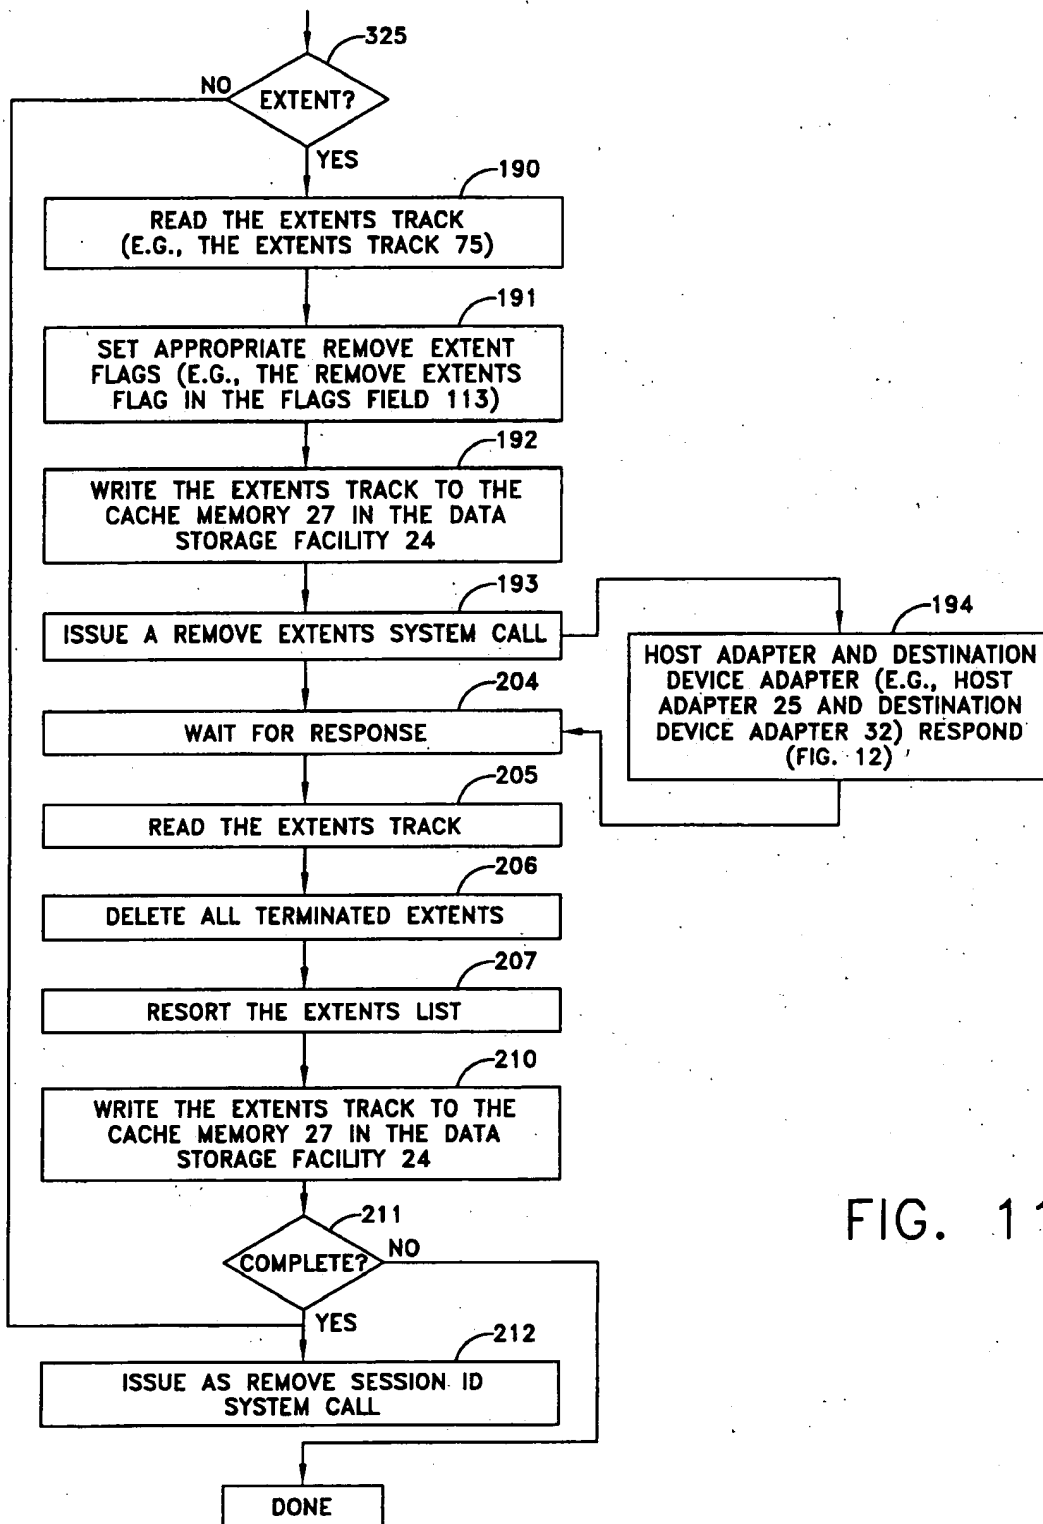 325
NO
EXTENT?
YES
190
READ THE EXTENTS TRACK
(E.G., THE EXTENTS TRACK 75)
191
SET APPROPRIATE REMOVE EXTENT
FLAGS (E.G., THE REMOVE EXTENTS
FLAG IN THE FLAGS FIELD 113)
192
WRITE THE EXTENTS TRACK TO THE
CACHE MEMORY 27 IN THE DATA
STORAGE FACILITY 24
193
ISSUE A REMOVE EXTENTS SYSTEM CALL
194
HOST ADAPTER AND DESTINATION
DEVICE ADAPTER (E.G., HOST
ADAPTER 25 AND DESTINATION
DEVICE ADAPTER 32) RESPOND
(FIG. 12)
204
WAIT FOR RESPONSE
205
READ THE EXTENTS TRACK
206
DELETE ALL TERMINATED EXTENTS
207
RESORT THE EXTENTS LIST
210
WRITE THE EXTENTS TRACK TO THE
CACHE MEMORY 27 IN THE DATA
STORAGE FACILITY 24
211
COMPLETE?
NO
YES
212
ISSUE AS REMOVE SESSION ID
SYSTEM CALL
DONE
FIG. 11